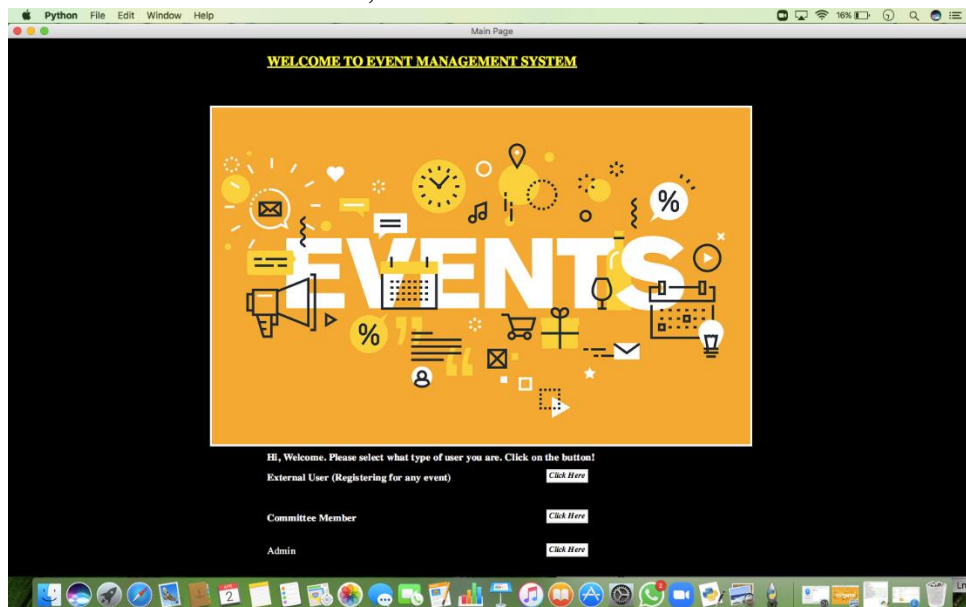 Python File Edit Window Help
16%
Main Page
WELCOME TO EVENT MANAGEMENT SYSTEM
%
EVENTS
%
Hi, Welcome. Please select what type of user you are. Click on the button!
External User (Registering for any event) Click Here
Committee Member Click Here
Admin Click Here
2